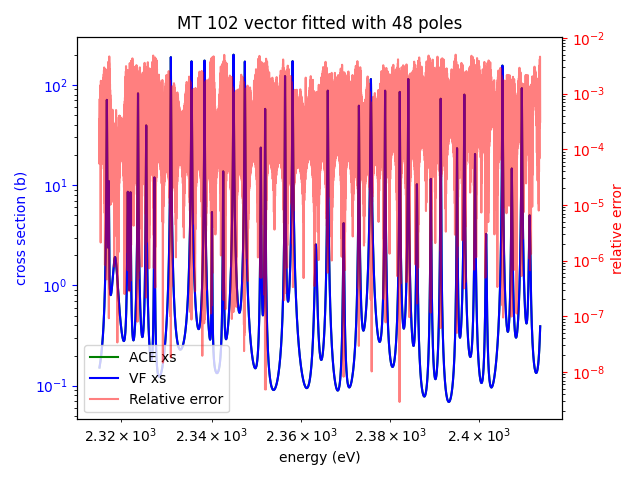 MT 102 vector fitted with 48 poles
cross section (b)
10²
10¹
10⁰
10⁻¹
10⁻²
10⁻³
10⁻⁴
10⁻⁵
10⁻⁶
10⁻⁷
10⁻⁸
relative error
ACE xs
VF xs
Relative error
2.32 × 10³ 2.34 × 10³ 2.36 × 10³ 2.38 × 10³ 2.4 × 10³
energy (eV)